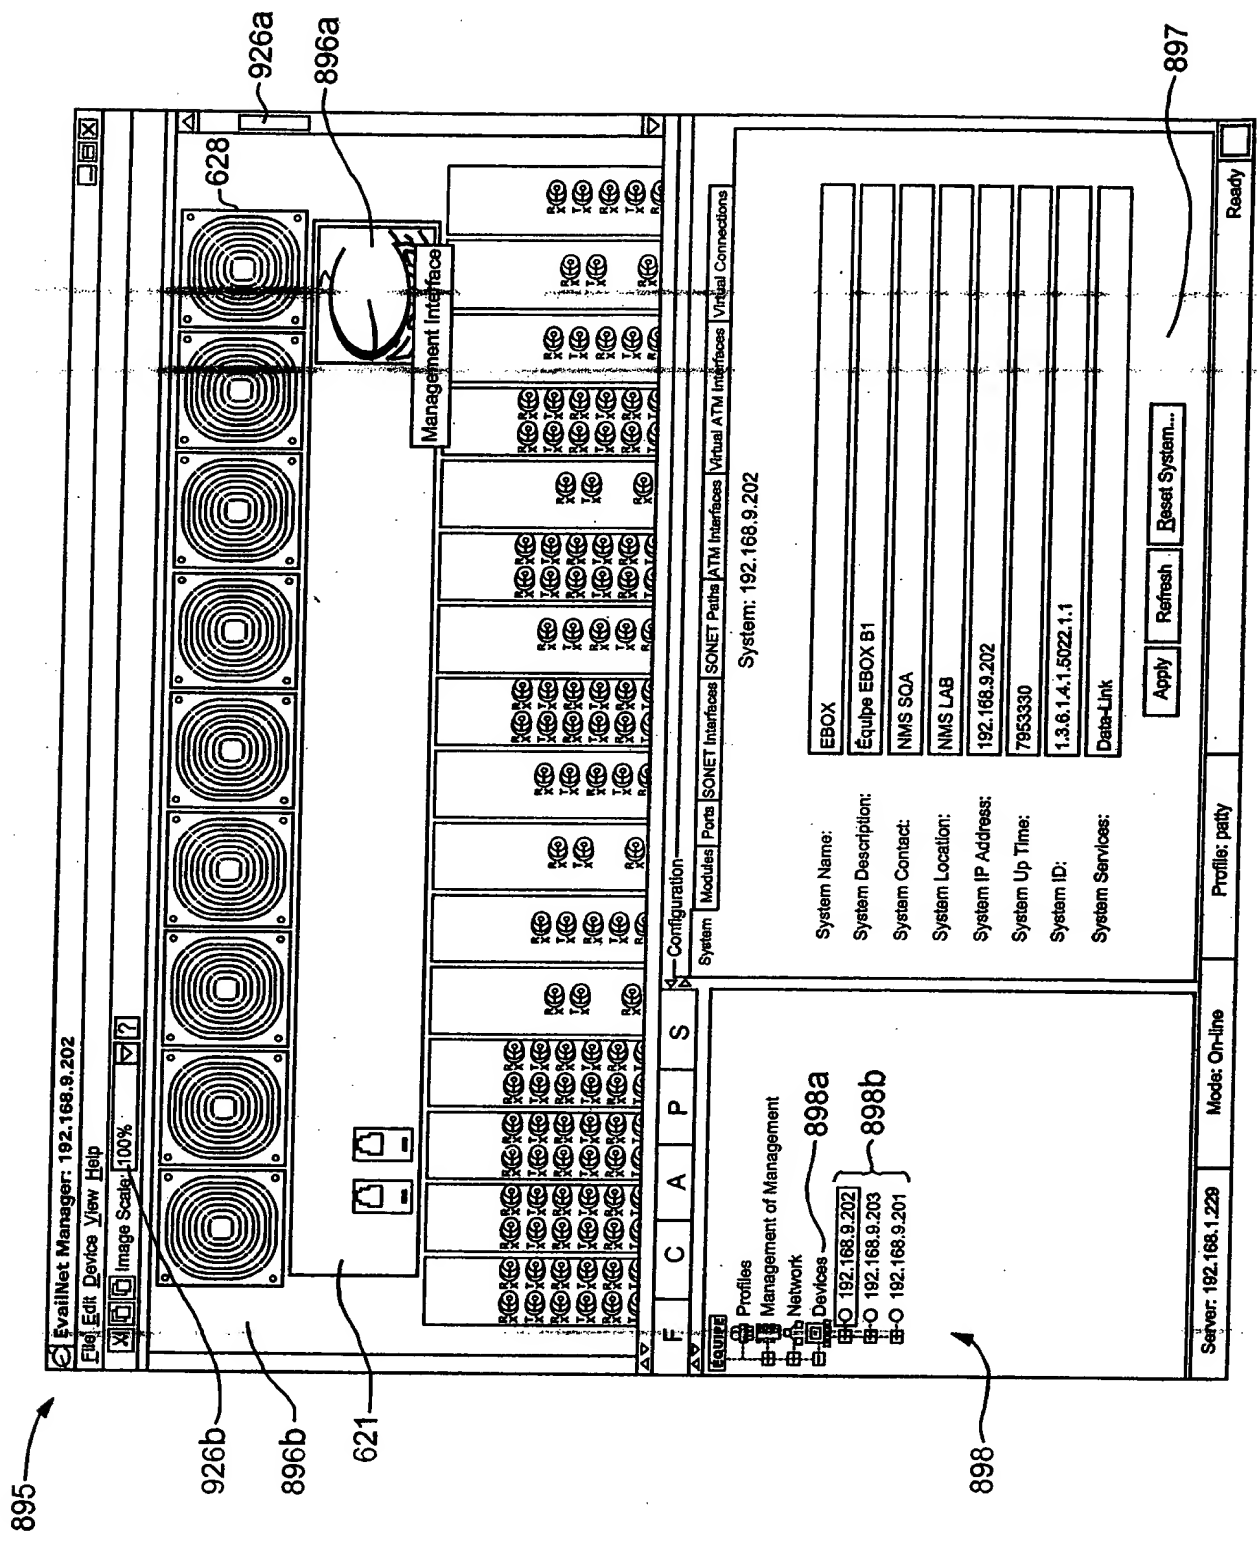 895
EvailNet Manager: 192.168.9.202
File Edit Device View Help
Image Scale: 100% ?
926b
896b
621
628
926a
896a
Management Interface
F C A P S
EQUIPE
Profiles
Management of Management
Network
Devices
898a
192.168.9.202
192.168.9.203
192.168.9.201
898b
898
Configuration
System Modules Ports SONET Interfaces SONET Paths ATM Interfaces Virtual ATM Interfaces Virtual Connections
System: 192.168.9.202
System Name: EBOX
System Description: Equipe EBOX B1
System Contact: NMS SQA
System Location: NMS LAB
System IP Address: 192.168.9.202
System Up Time: 7953330
System ID: 1.3.6.1.4.1.5022.1.1
System Services: Data-Link
Apply Refresh Reset System...
897
Server: 192.168.1.229 Mode: On-line Profile: patty Ready